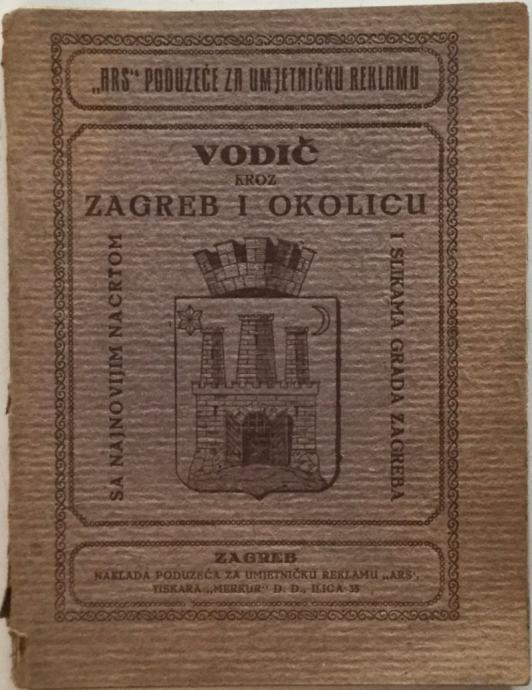 „ARS“ PODUZEĆE ZA UMJETNIČKU REKLAMU
VODIČ
KROZ
ZAGREB I OKOLICU
SA NAJNOVIJIM NACRTOM
I SLIKAMA GRADA ZAGREBA
ZAGREB
NAKLADA PODUZEĆA ZA UMJETNIČKU REKLAMU „ARS‘,
TISKARA „MERKUR“ D. D., ILICA 35